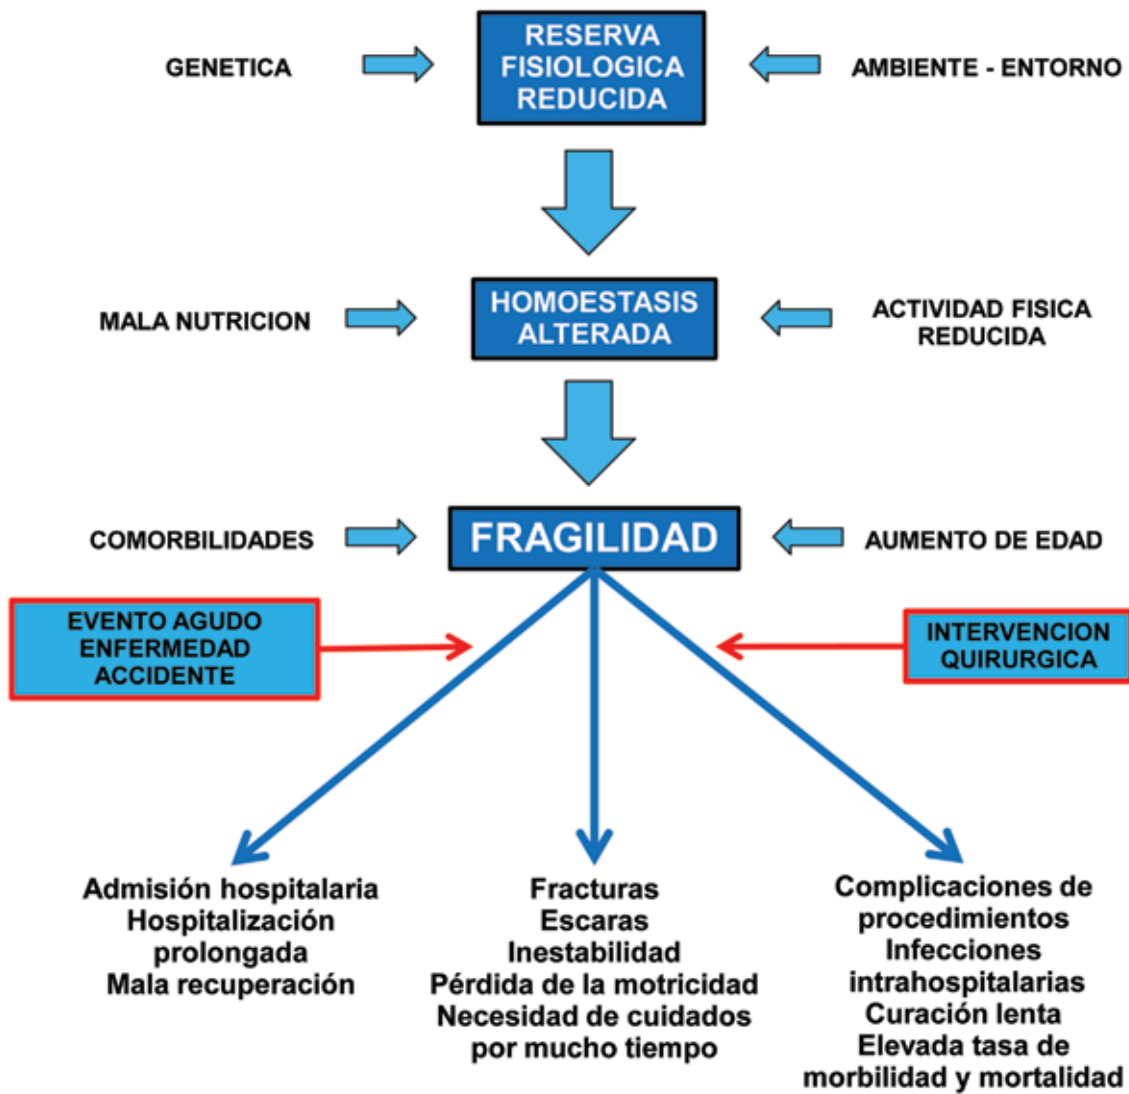 GENETICA
RESERVA
FISIOLOGICA
REDUCIDA
AMBIENTE - ENTORNO
MALA NUTRICION
HOMOESTASIS
ALTERADA
ACTIVIDAD FISICA
REDUCIDA
COMORBILIDADES
FRAGILIDAD
AUMENTO DE EDAD
EVENTO AGUDO
ENFERMEDAD
ACCIDENTE
INTERVENCION
QUIRURGICA
Admisión hospitalaria
Hospitalización
prolongada
Mala recuperación
Fracturas
Escaras
Inestabilidad
Pérdida de la motricidad
Necesidad de cuidados
por mucho tiempo
Complicaciones de
procedimientos
Infecciones
intrahospitalarias
Curación lenta
Elevada tasa de
morbilidad y mortalidad